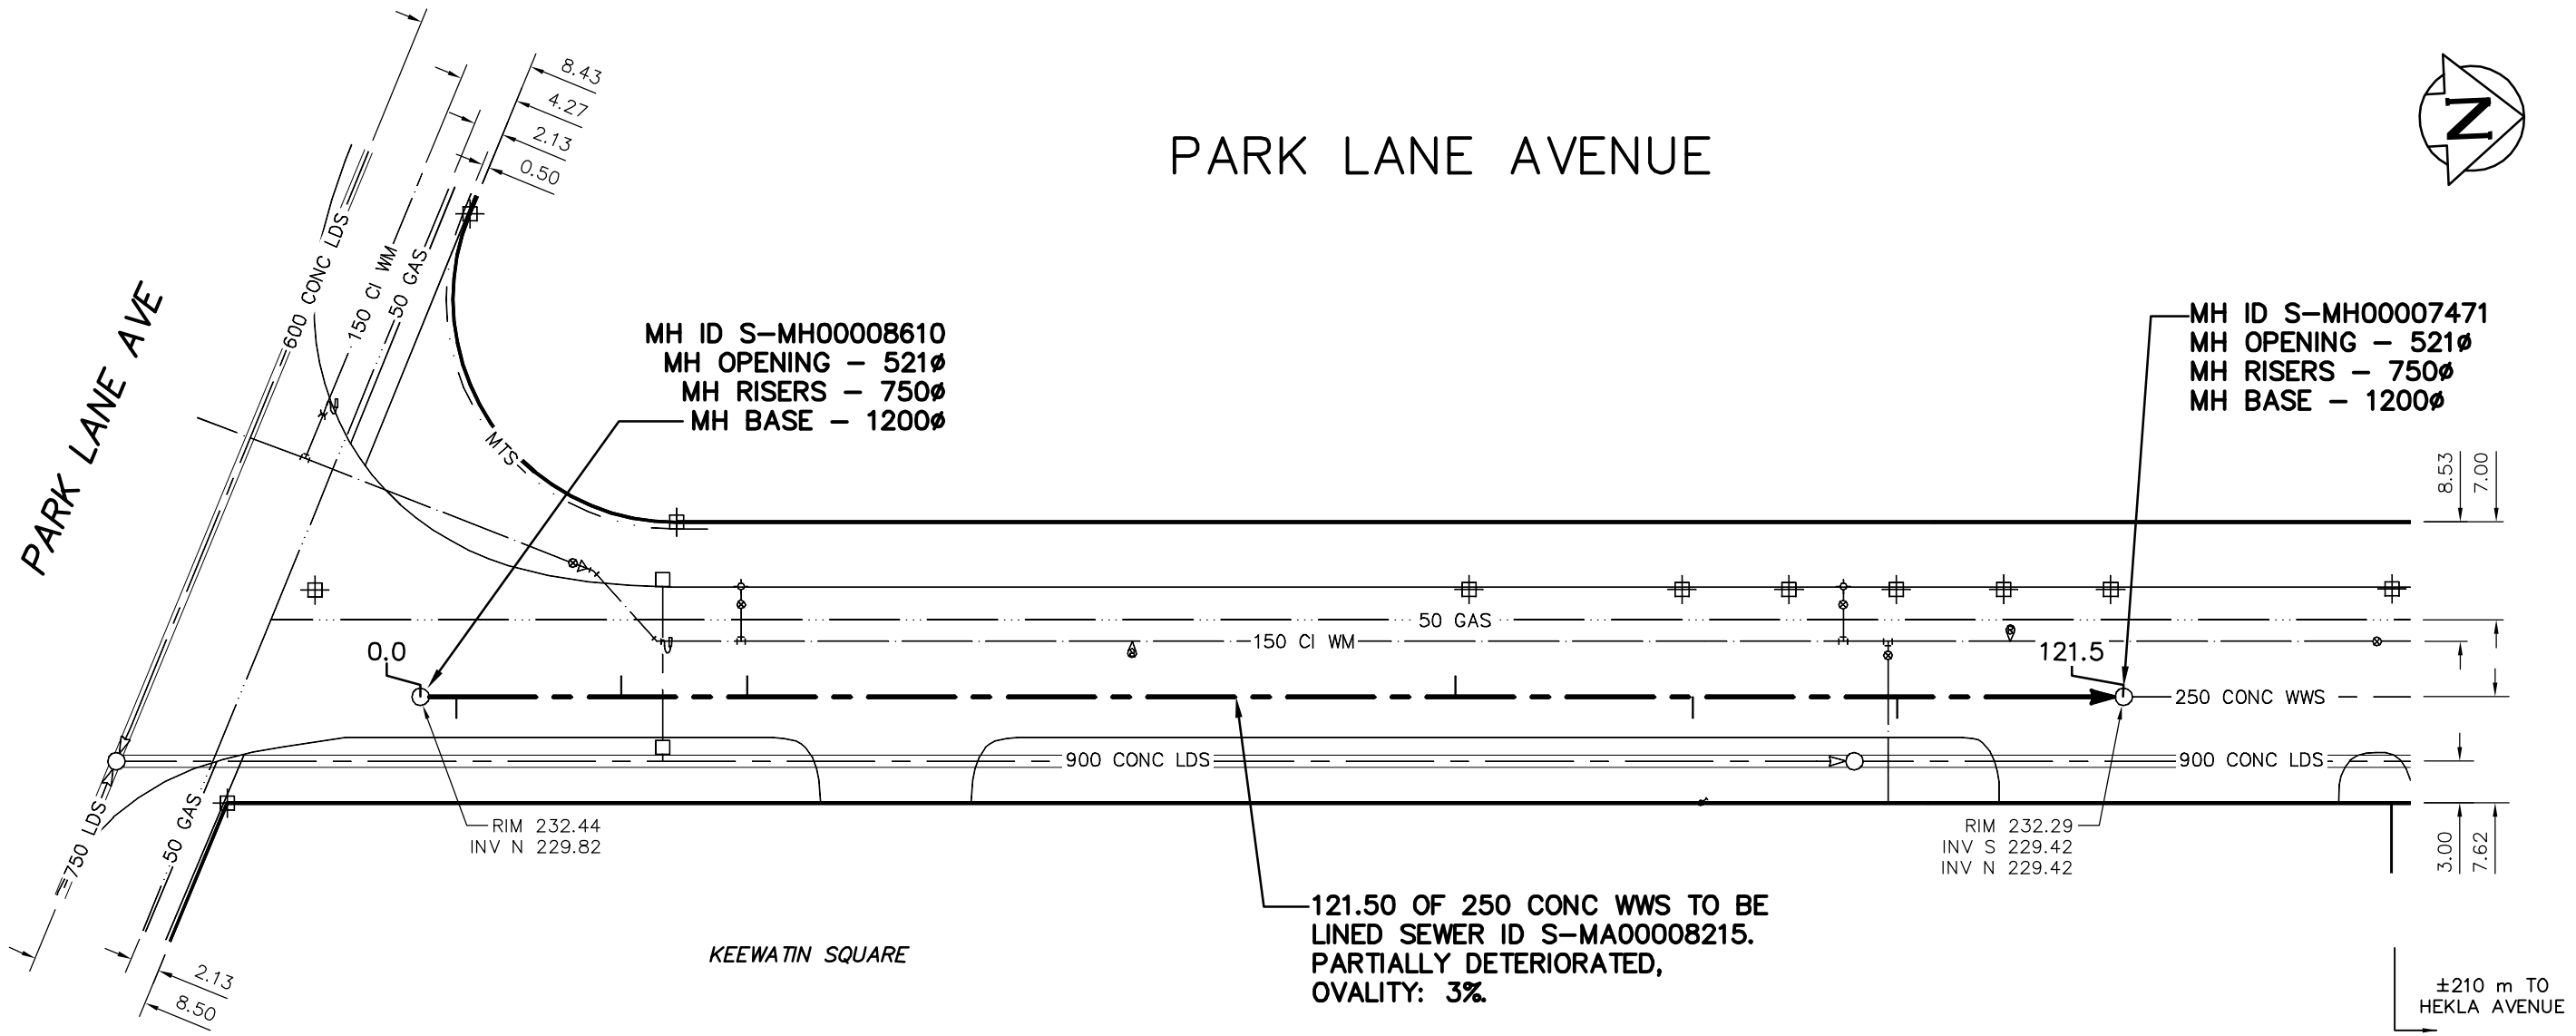 PARK LANE AVENUE
N
8.43
4.27
2.13
0.50
600 CONC LDS
150 CI WM
50 GAS
PARK LANE AVE
MTS
MH ID S-MH00008610
MH OPENING - 521ø
MH RISERS - 750ø
MH BASE - 1200ø
MH ID S-MH00007471
MH OPENING - 521ø
MH RISERS - 750ø
MH BASE - 1200ø
8.53
7.00
50 GAS
150 CI WM
0.0
121.5
250 CONC WWS
900 CONC LDS
900 CONC LDS
750 LDS
50 GAS
RIM 232.44
INV N 229.82
RIM 232.29
INV S 229.42
INV N 229.42
3.00
7.62
121.50 OF 250 CONC WWS TO BE
LINED SEWER ID S-MA00008215.
PARTIALLY DETERIORATED,
OVALITY: 3%.
KEEWATIN SQUARE
2.13
8.50
±210 m TO
HEKLA AVENUE